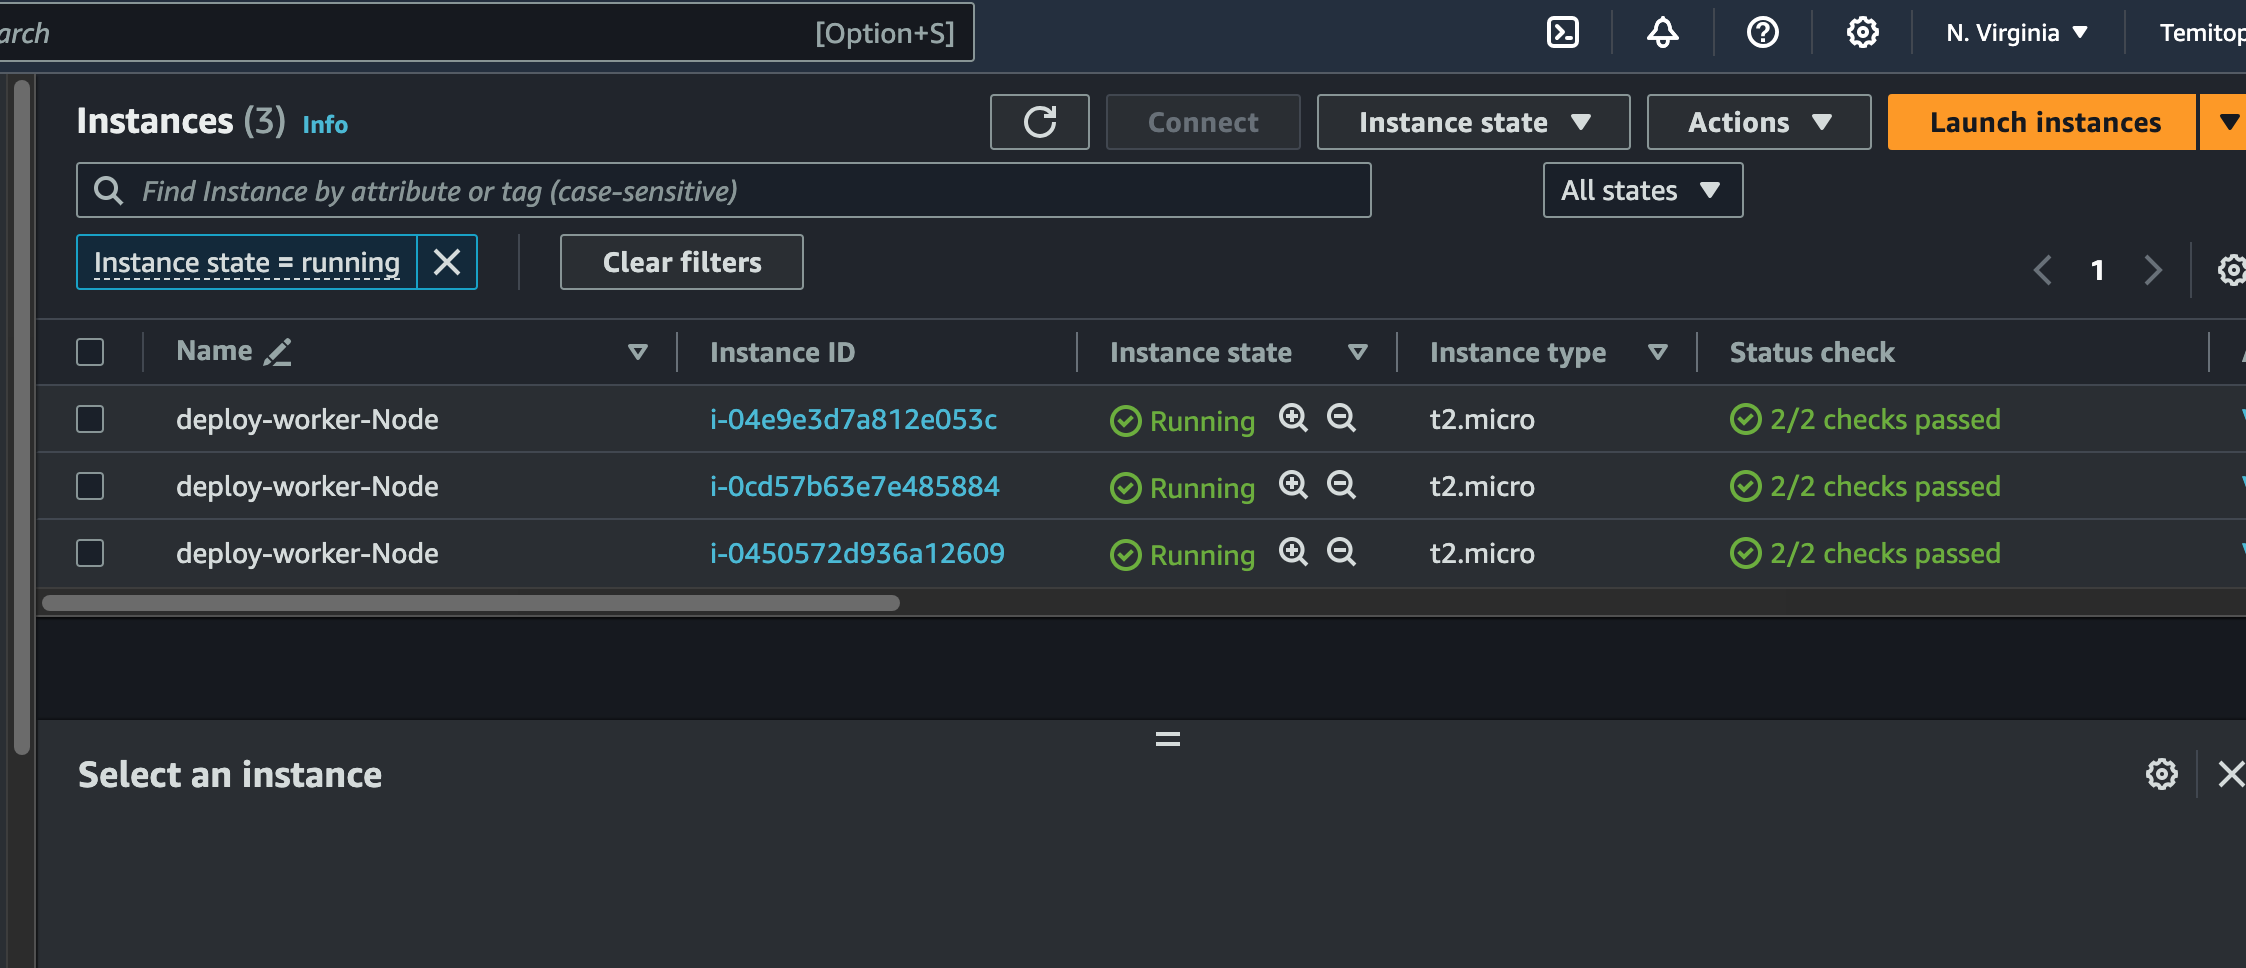 [Option+S]
N. Virginia
Instances (3) Info
Connect
Instance state
Actions
Launch instances
Find Instance by attribute or tag (case-sensitive)
All states
Instance state = running
Clear filters
1
Name Instance ID Instance state Instance type Status check
deploy-worker-Node i-04e9e3d7a812e053c Running t2.micro 2/2 checks passed
deploy-worker-Node i-0cd57b63e7e485884 Running t2.micro 2/2 checks passed
deploy-worker-Node i-0450572d936a12609 Running t2.micro 2/2 checks passed
Select an instance